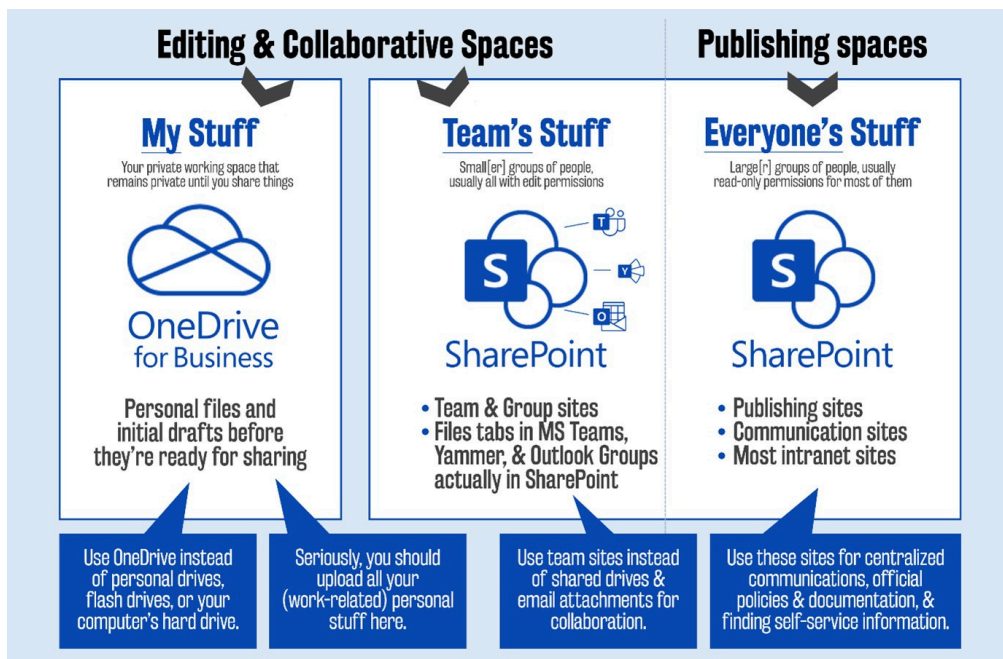 Editing & Collaborative Spaces
Publishing spaces
My Stuff
Your private working space that
remains private until you share things
OneDrive
for Business
Personal files and
initial drafts before
they're ready for sharing
Use OneDrive instead
of personal drives,
flash drives, or your
computer's hard drive.
Seriously, you should
upload all your
(work-related) personal
stuff here.
Team's Stuff
Small[er] groups of people,
usually all with edit permissions
S
T
Y
O
SharePoint
• Team & Group sites
• Files tabs in MS Teams,
Yammer, & Outlook Groups
actually in SharePoint
Use team sites instead
of shared drives &
email attachments for
collaboration.
Everyone's Stuff
Large[r] groups of people, usually
read-only permissions for most of them
S
SharePoint
• Publishing sites
• Communication sites
• Most intranet sites
Use these sites for centralized
communications, official
policies & documentation, &
finding self-service information.